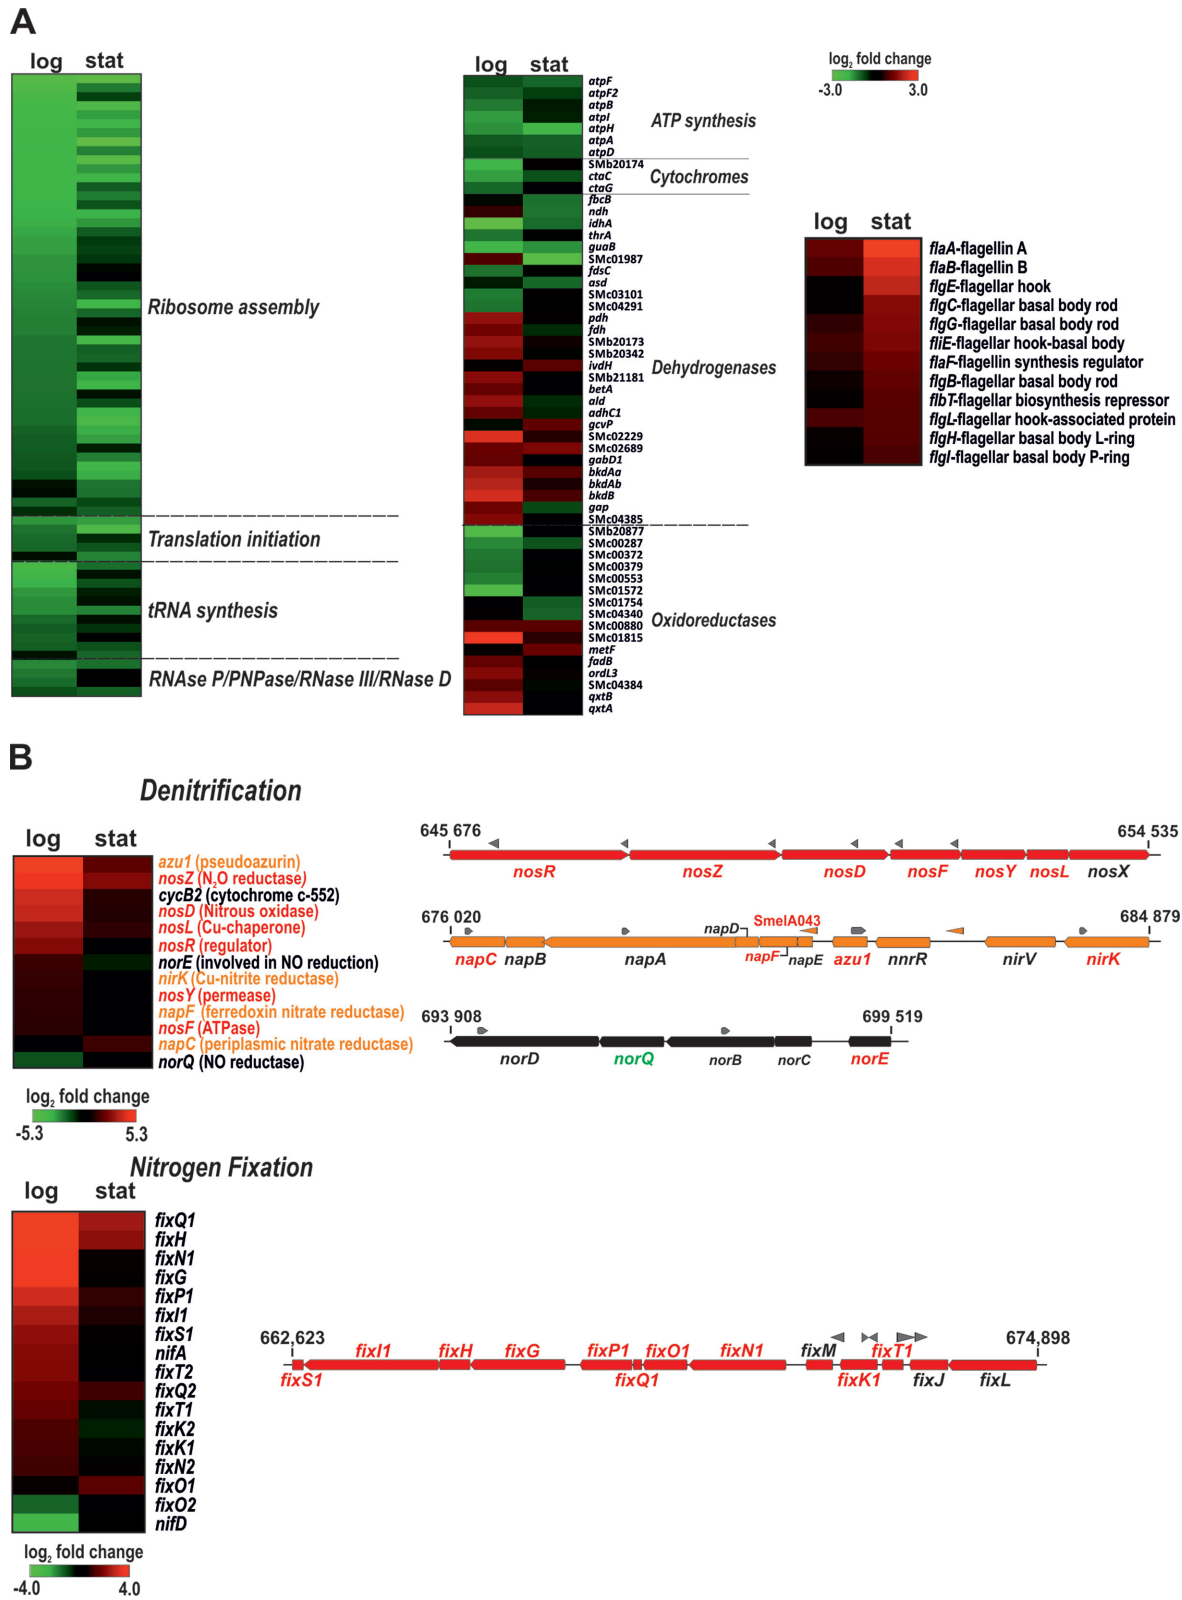 A
log stat
Ribosome assembly
Translation initiation
tRNA synthesis
RNAse P/PNPase/RNase III/RNase D
log stat
atpF
atpF2
atpB
atpI
atpH
atpA
atpD
SMb20174
ctaC
ctaG
fbcB
ndh
idhA
thrA
guaB
SMc01987
fdsC
asd
SMc03101
SMc04291
pdh
fdh
SMb20173
SMb20342
ivdH
SMb21181
betA
ald
adhC1
gcvP
SMc02229
SMc02689
gabD1
bkdAa
bkdAb
bkdB
gap
SMc04385
SMb20877
SMc00287
SMc00372
SMc00379
SMc00553
SMc01572
SMc01754
SMc04340
SMc00880
SMc01815
metF
fadB
ordL3
SMc04384
qxtB
qxtA
ATP synthesis
Cytochromes
Dehydrogenases
Oxidoreductases
log2 fold change
-3.0 3.0
log stat
flaA-flagellin A
flaB-flagellin B
flgE-flagellar hook
flgC-flagellar basal body rod
flgG-flagellar basal body rod
fliE-flagellar hook-basal body
flaF-flagellin synthesis regulator
flgB-flagellar basal body rod
flbT-flagellar biosynthesis repressor
flgL-flagellar hook-associated protein
flgH-flagellar basal body L-ring
flgI-flagellar basal body P-ring
B
Denitrification
log stat
azu1 (pseudoazurin)
nosZ (N2O reductase)
cycB2 (cytochrome c-552)
nosD (Nitrous oxidase)
nosL (Cu-chaperone)
nosR (regulator)
norE (involved in NO reduction)
nirK (Cu-nitrite reductase)
nosY (permease)
napF (ferredoxin nitrate reductase)
nosF (ATPase)
napC (periplasmic nitrate reductase)
norQ (NO reductase)
log2 fold change
-5.3 5.3
645 676 654 535
nosR nosZ nosD nosF nosY nosL nosX
676 020 684 879
napD SmelA043
napC napB napA napF napE azu1 nnrR nirV nirK
693 908 699 519
norD norQ norB norC norE
Nitrogen Fixation
log stat
fixQ1
fixH
fixN1
fixG
fixP1
fixI1
fixS1
nifA
fixT2
fixQ2
fixT1
fixK2
fixK1
fixN2
fixO1
fixO2
nifD
log2 fold change
-4.0 4.0
662,623 674,898
fixI1 fixH fixG fixP1 fixO1 fixN1 fixM fixT1
fixS1 fixQ1 fixK1 fixJ fixL